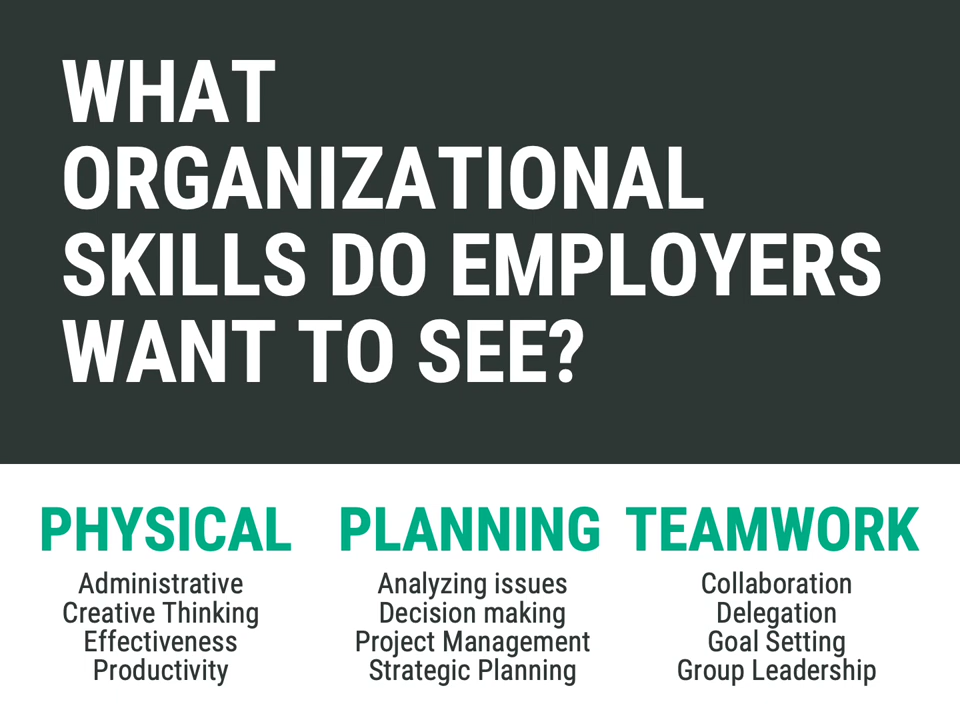 WHAT
ORGANIZATIONAL
SKILLS DO EMPLOYERS
WANT TO SEE?
PHYSICAL
Administrative
Creative Thinking
Effectiveness
Productivity
PLANNING
Analyzing issues
Decision making
Project Management
Strategic Planning
TEAMWORK
Collaboration
Delegation
Goal Setting
Group Leadership